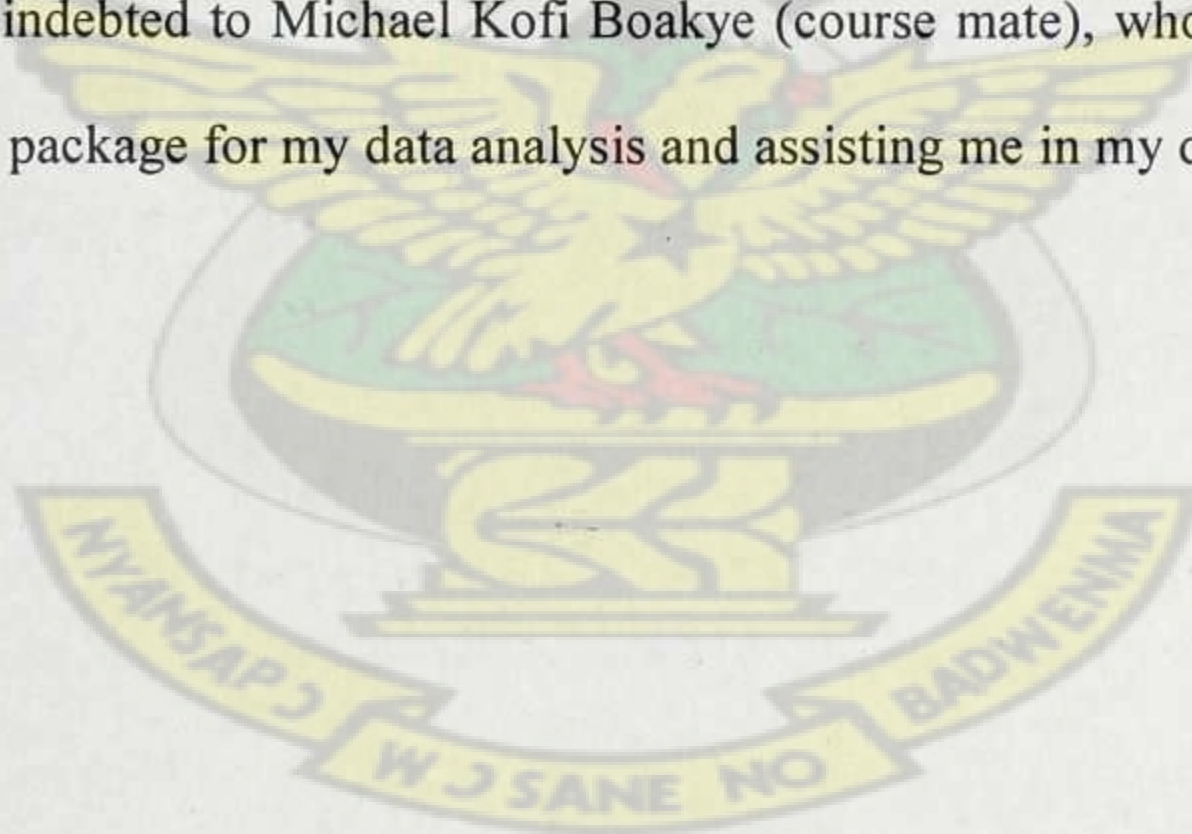 indebted to Michael Kofi Boakye (course mate), who
package for my data analysis and assisting me in my
NYANSAPƆ
WƆSANE NO
BADWENMA